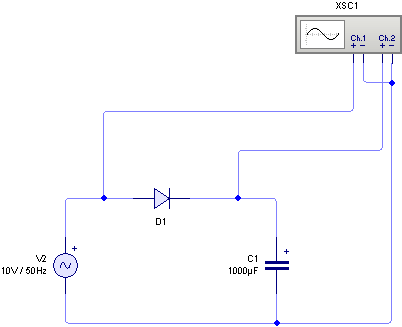 XSC1
Ch.1 Ch.2
+ − + −
D1
V2 +
10V / 50Hz
C1 +
1000µF